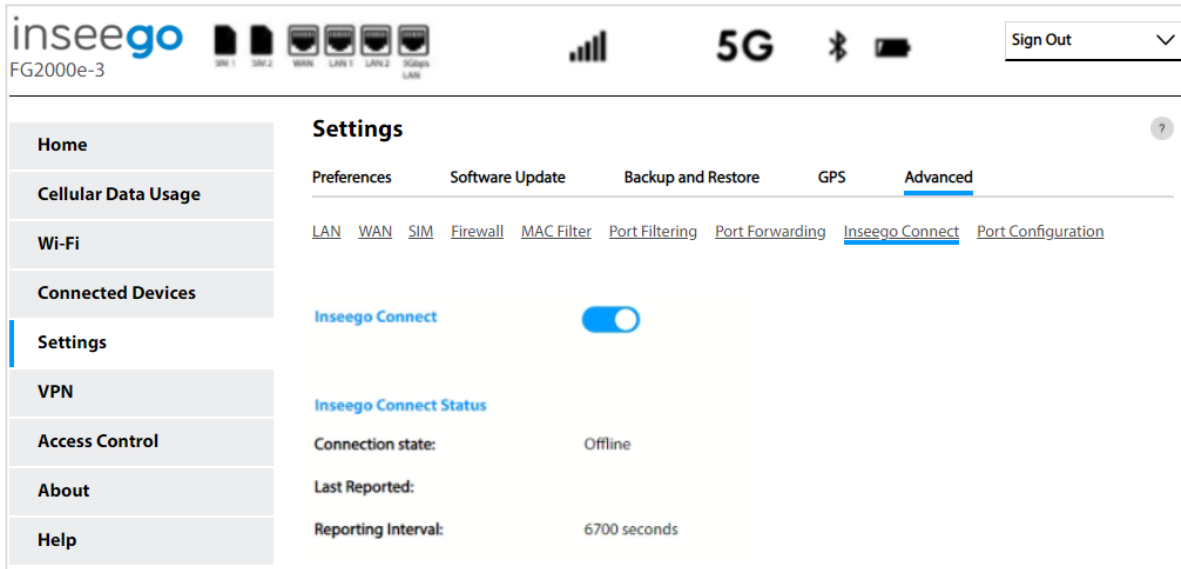 inseego
FG2000e-3
SIM 1 SIM 2 WAN LAN 1 LAN 2 5Gbps LAN
5G
Sign Out
Home
Cellular Data Usage
Wi-Fi
Connected Devices
Settings
VPN
Access Control
About
Help
Settings
?
Preferences Software Update Backup and Restore GPS Advanced
LAN WAN SIM Firewall MAC Filter Port Filtering Port Forwarding Inseego Connect Port Configuration
Inseego Connect
Inseego Connect Status
Connection state: Offline
Last Reported:
Reporting Interval: 6700 seconds